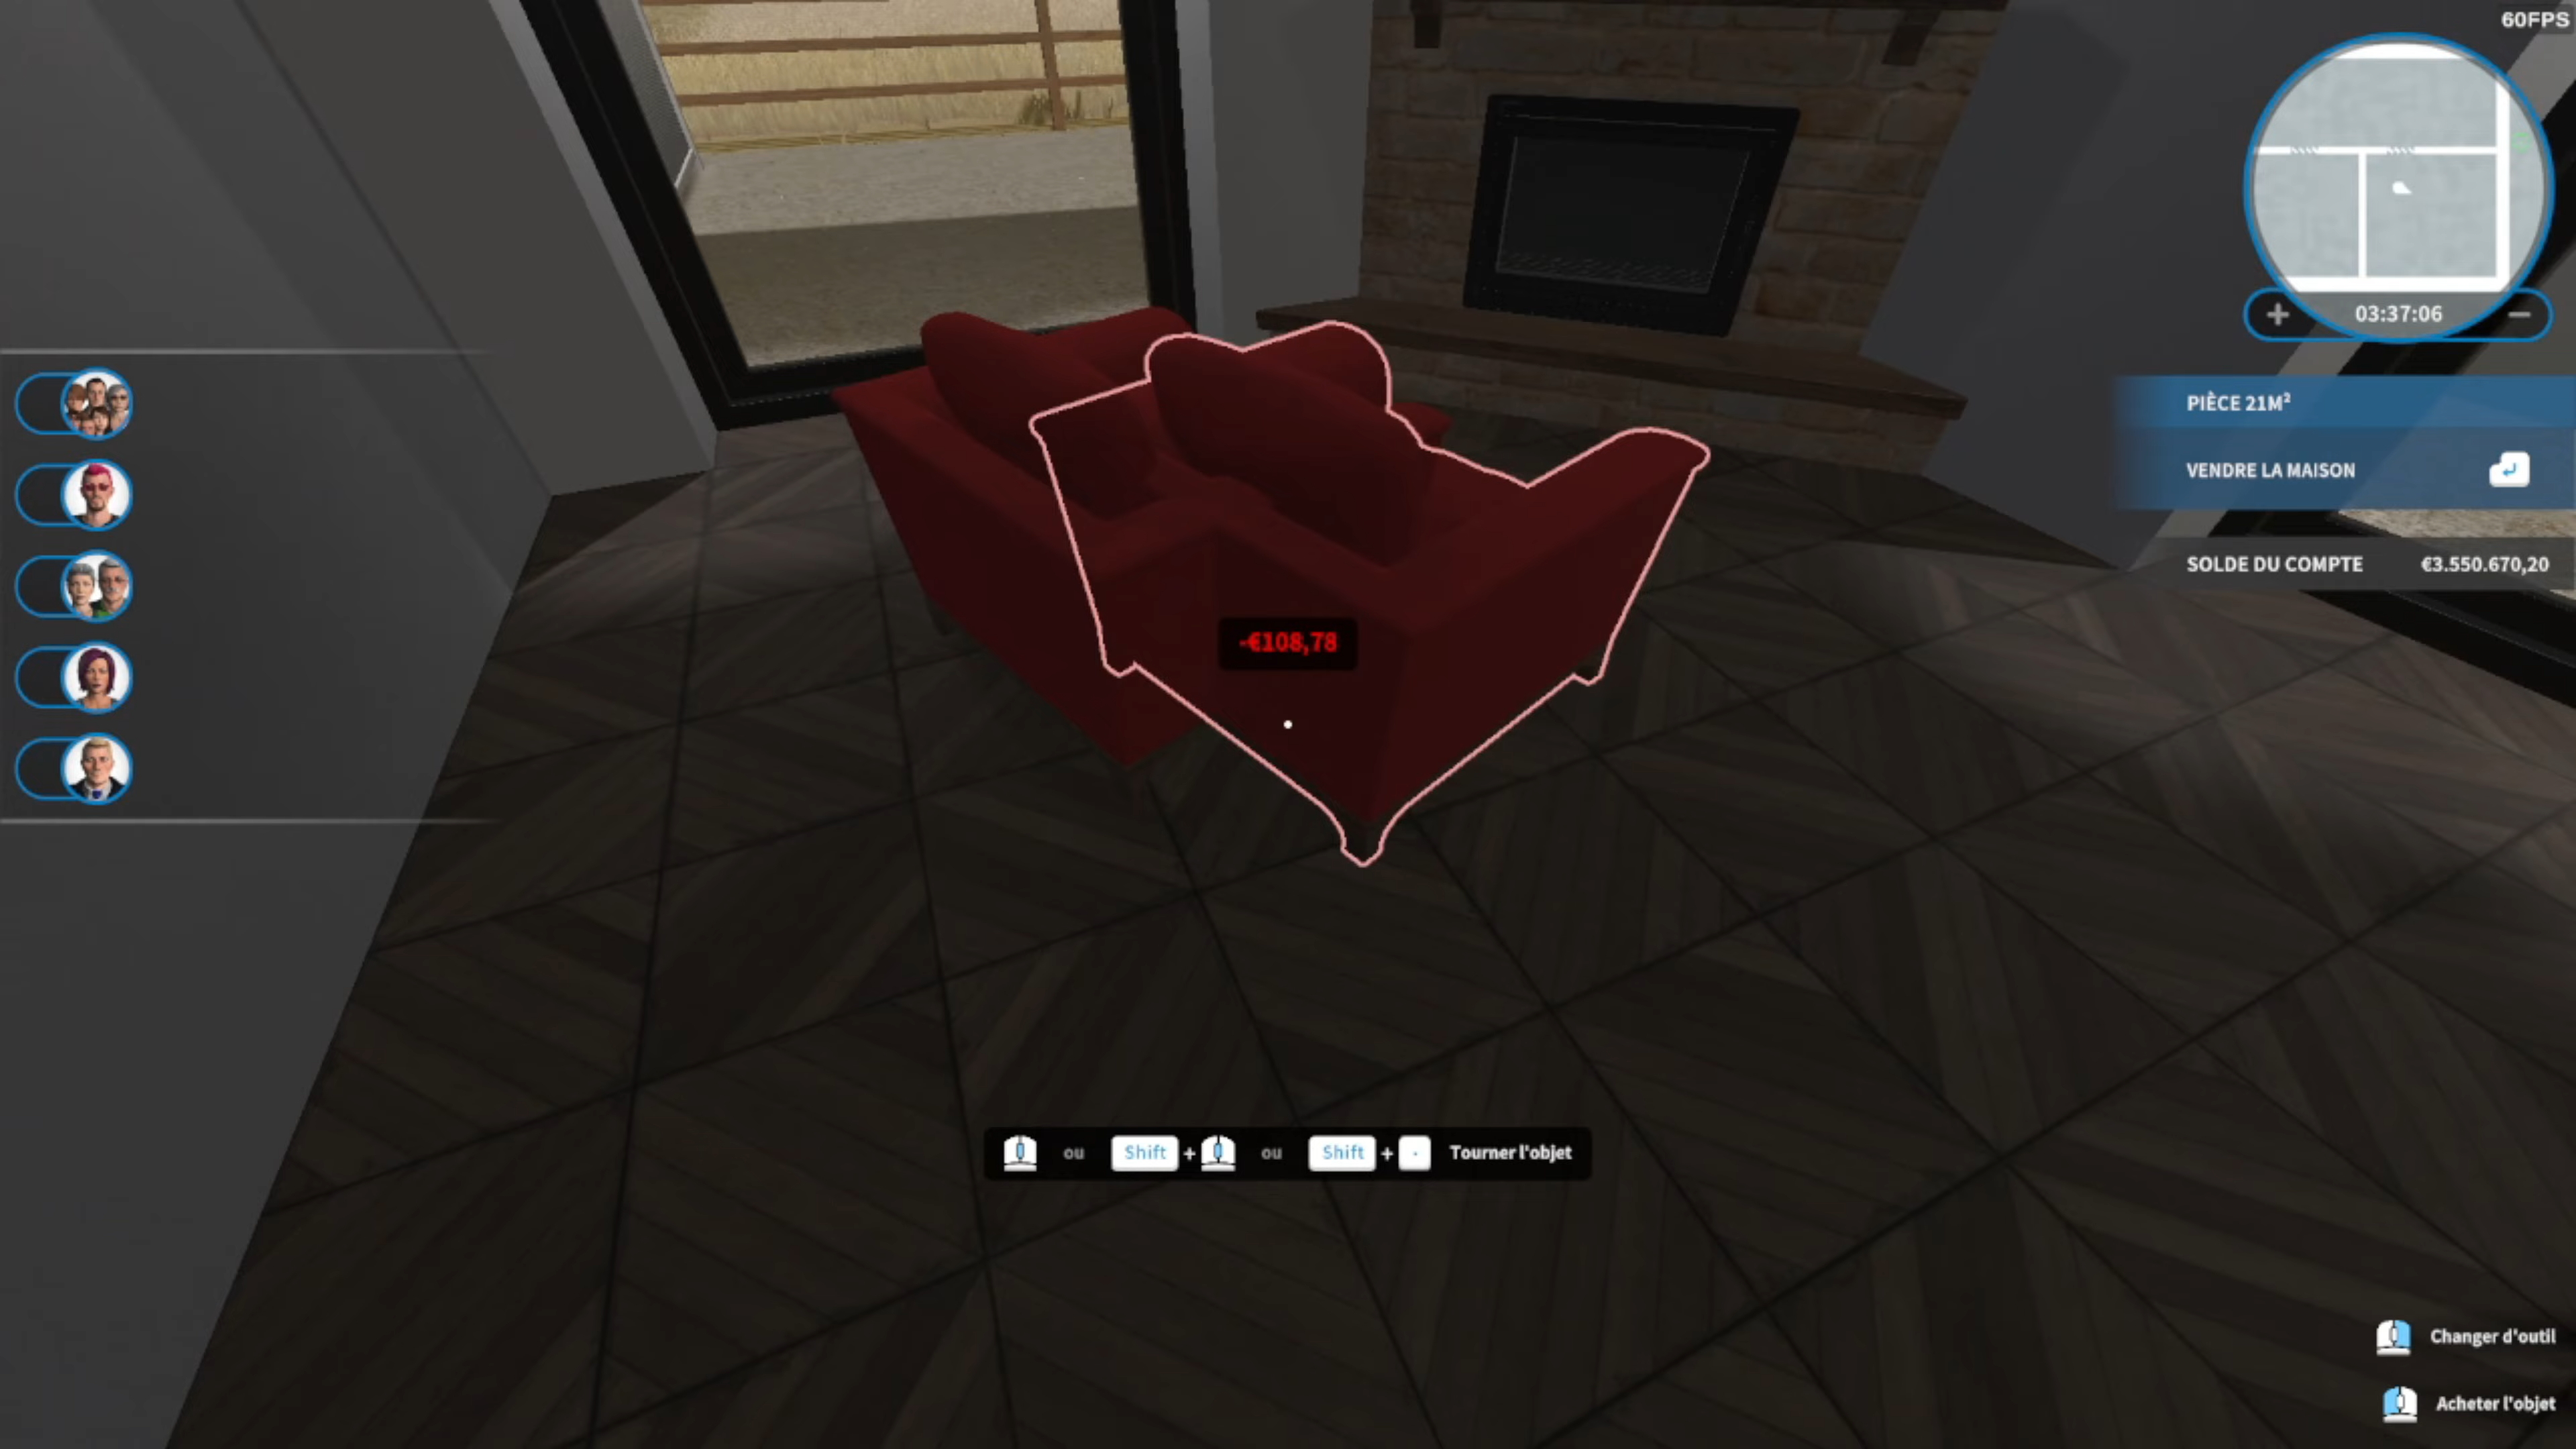 60FPS
03:37:06
PIÈCE 21M²
VENDRE LA MAISON
SOLDE DU COMPTE €3.550.670,20
-€108,78
ou Shift + ou Shift + . Tourner l'objet
Changer d'outil
Acheter l'objet